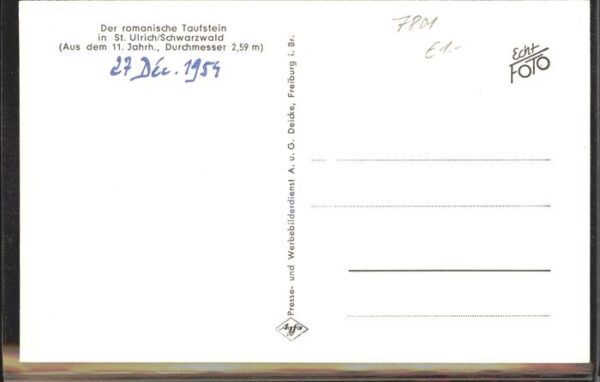 Der romanische Taufstein
in St. Ulrich/Schwarzwald
(Aus dem 11. Jahrh., Durchmesser 2,59 m)
27 Déc. 1954
Presse- und Werbebilderdienst A. u. G. Deicke, Freiburg i. Br.
Agfa
7801
€1.-
Echt
FOTO